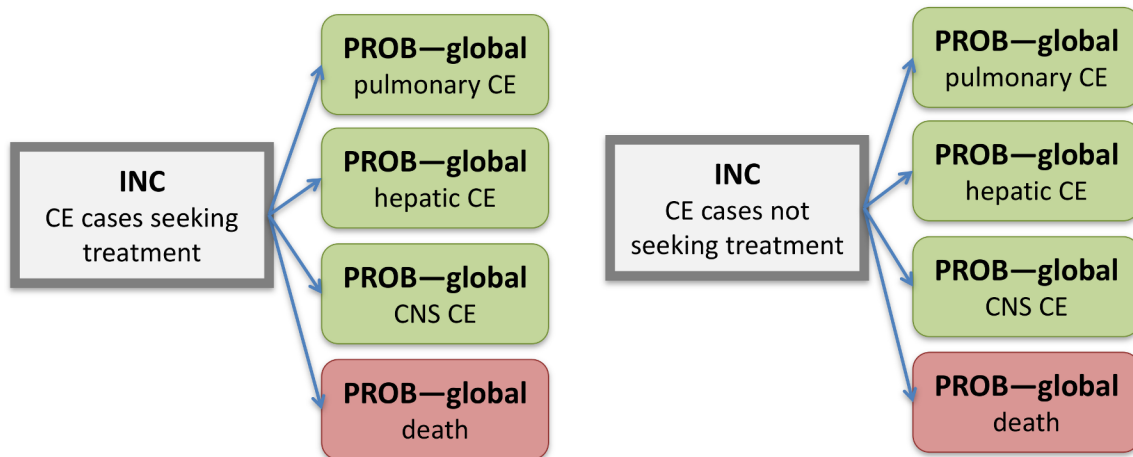 INC
CE cases seeking
treatment
PROB—global
pulmonary CE
PROB—global
hepatic CE
PROB—global
CNS CE
PROB—global
death
INC
CE cases not
seeking treatment
PROB—global
pulmonary CE
PROB—global
hepatic CE
PROB—global
CNS CE
PROB—global
death